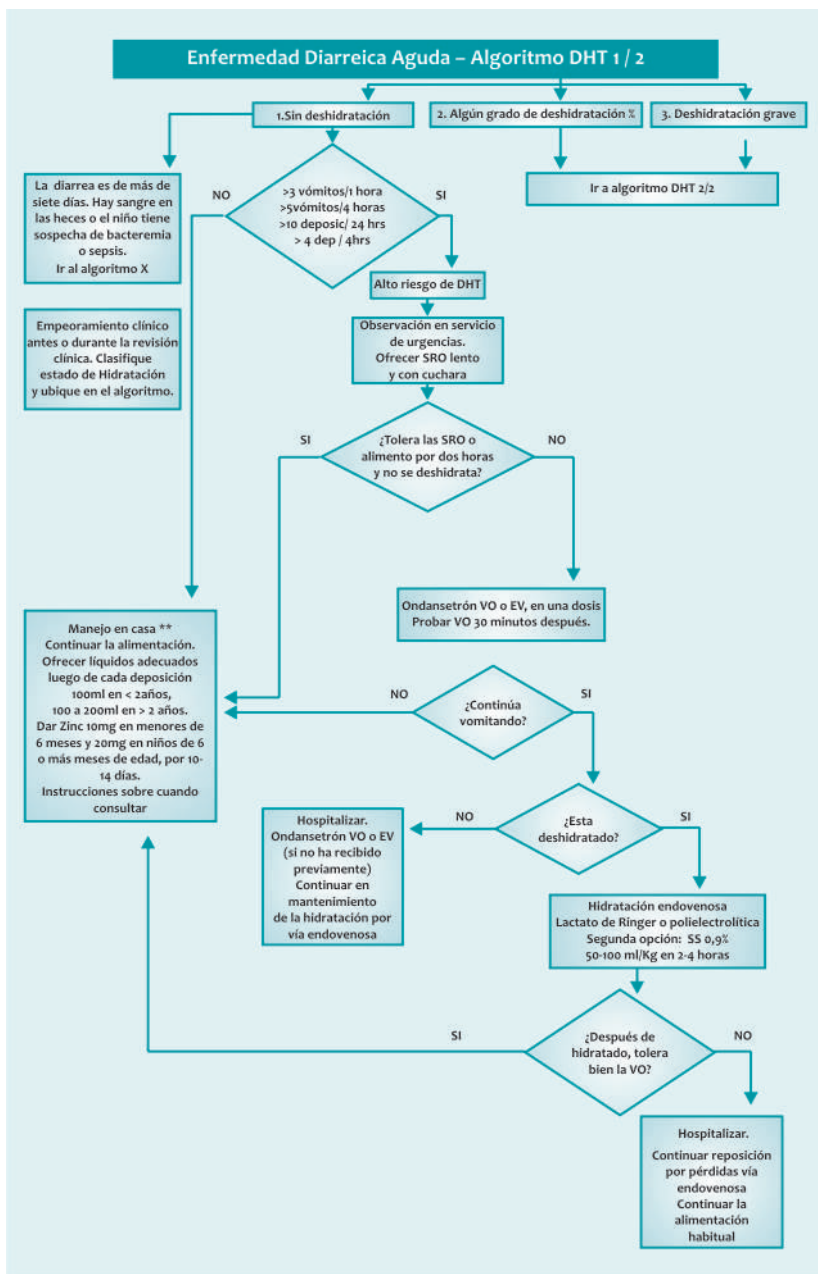 Enfermedad Diarreica Aguda – Algoritmo DHT 1 / 2
1.Sin deshidratación
2. Algún grado de deshidratación %
3. Deshidratación grave
Ir a algoritmo DHT 2/2
La diarrea es de más de
siete días. Hay sangre en
las heces o el niño tiene
sospecha de bacteremia
o sepsis.
Ir al algoritmo X
NO
>3 vómitos/1 hora
>5vómitos/4 horas
>10 deposic/ 24 hrs
> 4 dep / 4hrs
SI
Alto riesgo de DHT
Empeoramiento clínico
antes o durante la revisión
clínica. Clasifique
estado de Hidratación
y ubique en el algoritmo.
Observación en servicio
de urgencias.
Ofrecer SRO lento
y con cuchara
SI
¿Tolera las SRO o
alimento por dos horas
y no se deshidrata?
NO
Ondansetrón VO o EV, en una dosis
Probar VO 30 minutos después.
Manejo en casa **
Continuar la alimentación.
Ofrecer líquidos adecuados
luego de cada deposición
100ml en < 2años,
100 a 200ml en > 2 años.
Dar Zinc 10mg en menores de
6 meses y 20mg en niños de 6
o más meses de edad, por 10-
14 días.
Instrucciones sobre cuando
consultar
NO
¿Continúa
vomitando?
SI
Hospitalizar.
Ondansetrón VO o EV
(si no ha recibido
previamente)
Continuar en
mantenimiento
de la hidratación por
vía endovenosa
NO
¿Esta
deshidratado?
SI
Hidratación endovenosa
Lactato de Ringer o polielectrolítica
Segunda opción: SS 0,9%
50-100 ml/Kg en 2-4 horas
SI
¿Después de
hidratado, tolera
bien la VO?
NO
Hospitalizar.
Continuar reposición
por pérdidas vía
endovenosa
Continuar la
alimentación
habitual